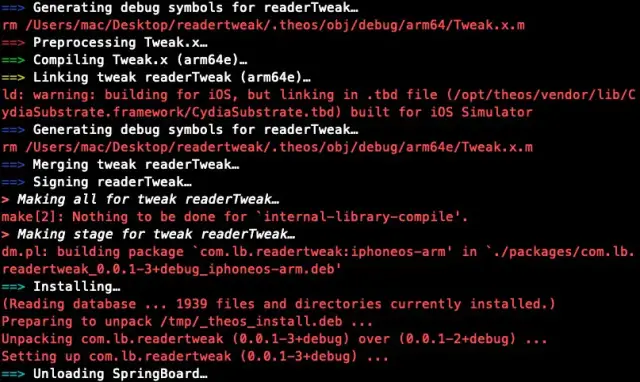 ==> Generating debug symbols for readerTweak…
rm /Users/mac/Desktop/readertweak/.theos/obj/debug/arm64/Tweak.x.m
==> Preprocessing Tweak.x…
==> Compiling Tweak.x (arm64e)…
==> Linking tweak readerTweak (arm64e)…
ld: warning: building for iOS, but linking in .tbd file (/opt/theos/vendor/lib/C
ydiaSubstrate.framework/CydiaSubstrate.tbd) built for iOS Simulator
==> Generating debug symbols for readerTweak…
rm /Users/mac/Desktop/readertweak/.theos/obj/debug/arm64e/Tweak.x.m
==> Merging tweak readerTweak…
==> Signing readerTweak…
> Making all for tweak readerTweak…
make[2]: Nothing to be done for `internal-library-compile'.
> Making stage for tweak readerTweak…
dm.pl: building package `com.lb.readertweak:iphoneos-arm' in `./packages/com.lb.
readertweak_0.0.1-3+debug_iphoneos-arm.deb'
==> Installing…
(Reading database ... 1939 files and directories currently installed.)
Preparing to unpack /tmp/_theos_install.deb ...
Unpacking com.lb.readertweak (0.0.1-3+debug) over (0.0.1-2+debug) ...
Setting up com.lb.readertweak (0.0.1-3+debug) ...
==> Unloading SpringBoard…